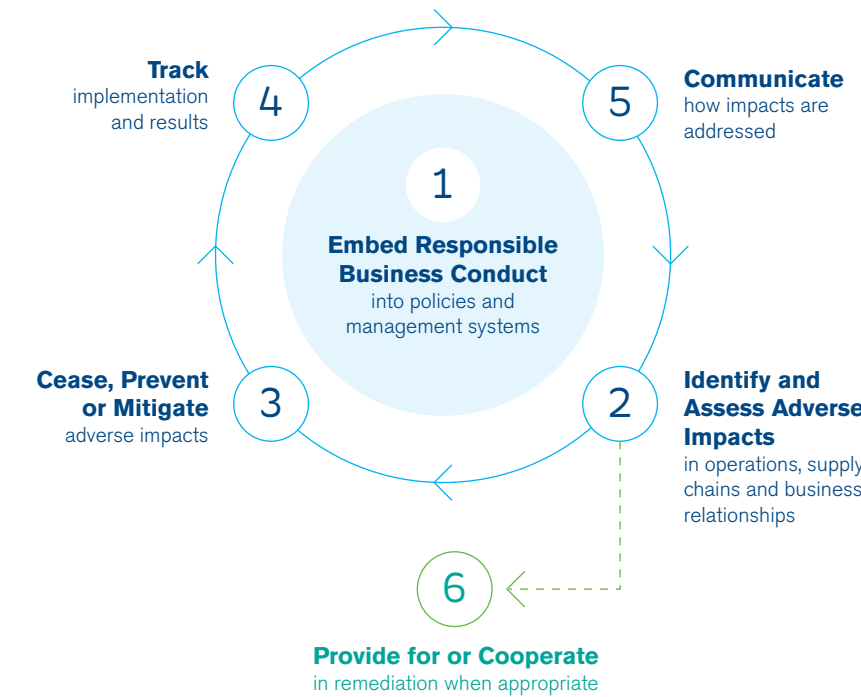 Track
implementation
and results
4
5
Communicate
how impacts are
addressed
1
Embed Responsible
Business Conduct
into policies and
management systems
Cease, Prevent
or Mitigate
adverse impacts
3
2
Identify and
Assess Adverse
Impacts
in operations, supply
chains and business
relationships
6
Provide for or Cooperate
in remediation when appropriate